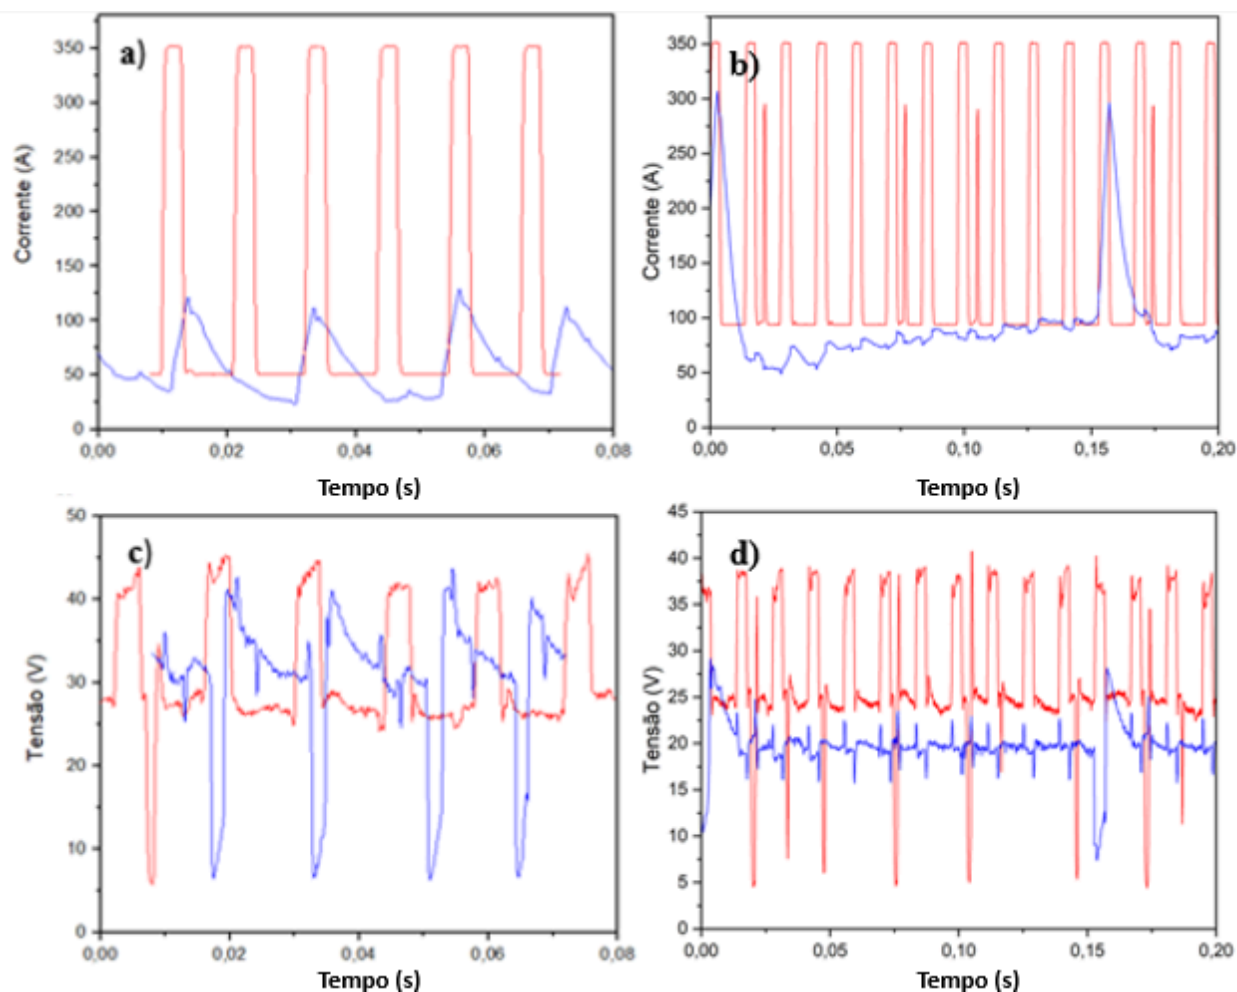 a)
350
300
250
200
150
100
50
0
Corrente (A)
0,00 0,02 0,04 0,06 0,08
Tempo (s)
b)
350
300
250
200
150
100
50
0
Corrente (A)
0,00 0,05 0,10 0,15 0,20
Tempo (s)
c)
50
40
30
20
10
0
Tensão (V)
0,00 0,02 0,04 0,06 0,08
Tempo (s)
d)
45
40
35
30
25
20
15
10
5
0
Tensão (V)
0,00 0,05 0,10 0,15 0,20
Tempo (s)